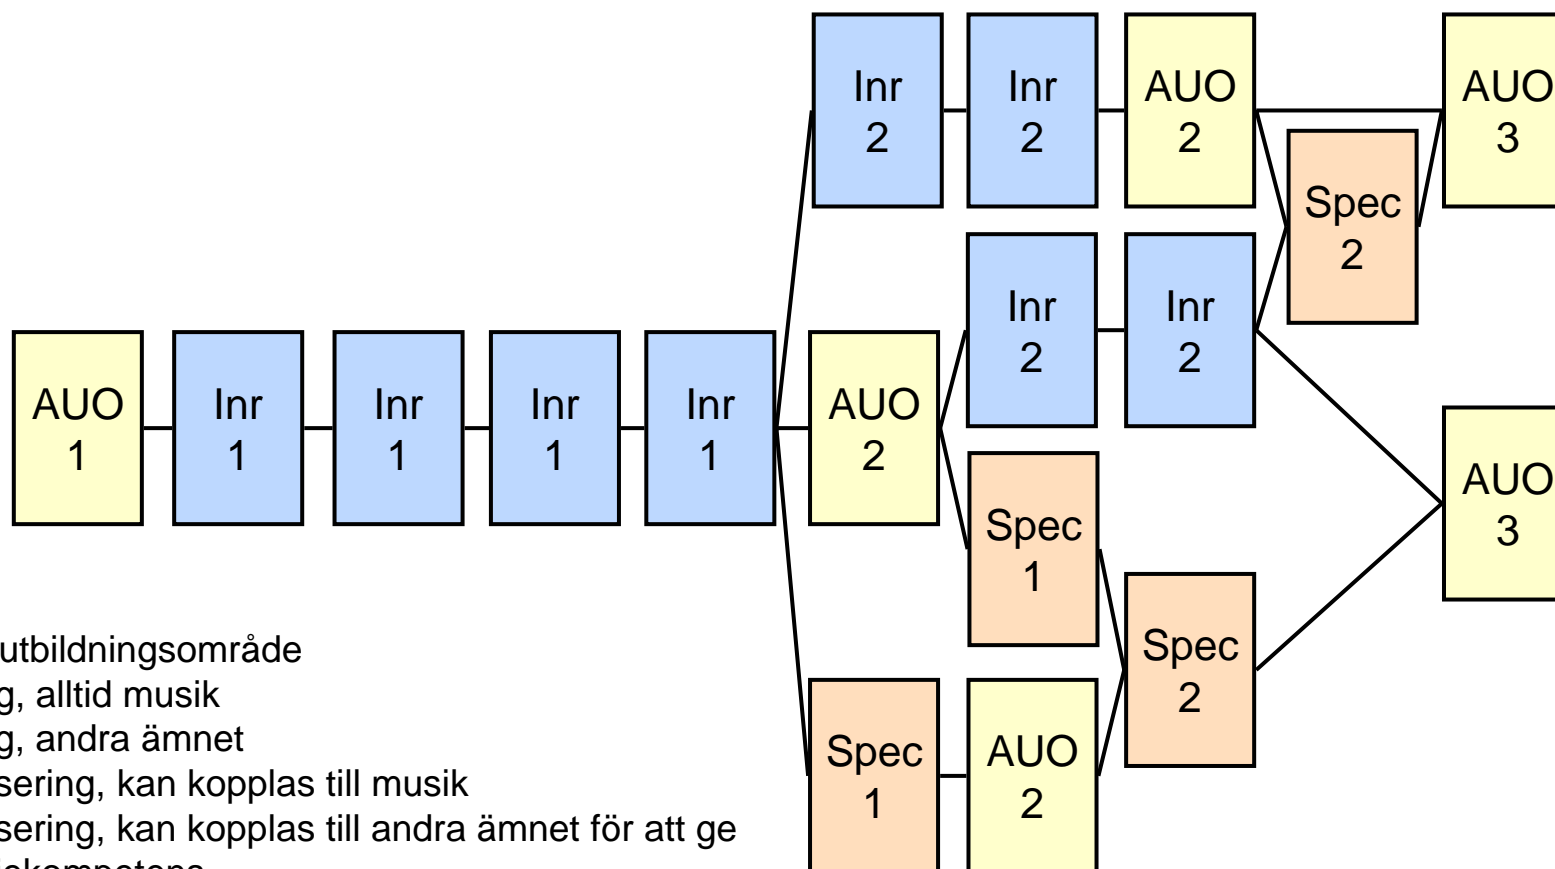 Inr
2
Inr
2
AUO
2
AUO
3
Spec
2
Inr
2
Inr
2
AUO
1
Inr
1
Inr
1
Inr
1
Inr
1
AUO
2
AUO
3
Spec
1
Spec
2
Spec
1
AUO
2
utbildningsområde
g, alltid musik
g, andra ämnet
sering, kan kopplas till musik
sering, kan kopplas till andra ämnet för att ge